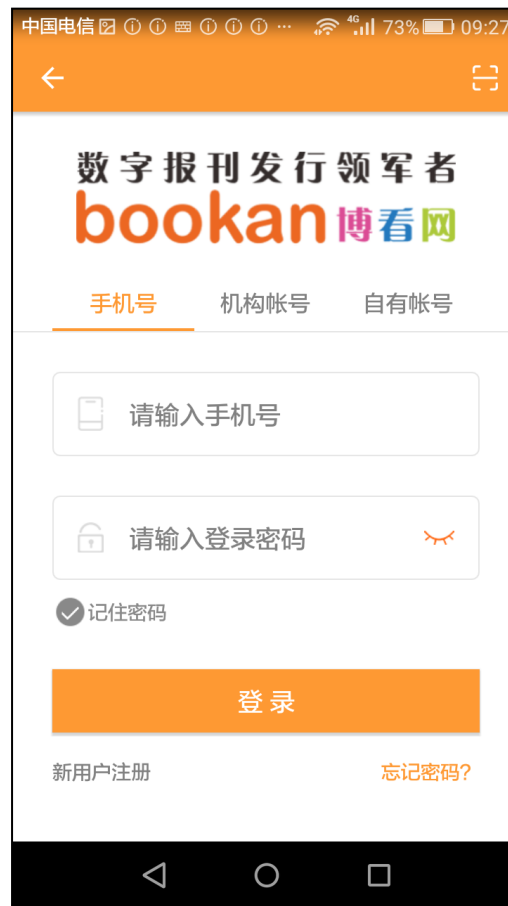 中国电信 4G 73% 09:27
数字报刊发行领军者
bookan博看网
手机号 机构帐号 自有帐号
请输入手机号
请输入登录密码
记住密码
登录
新用户注册 忘记密码?